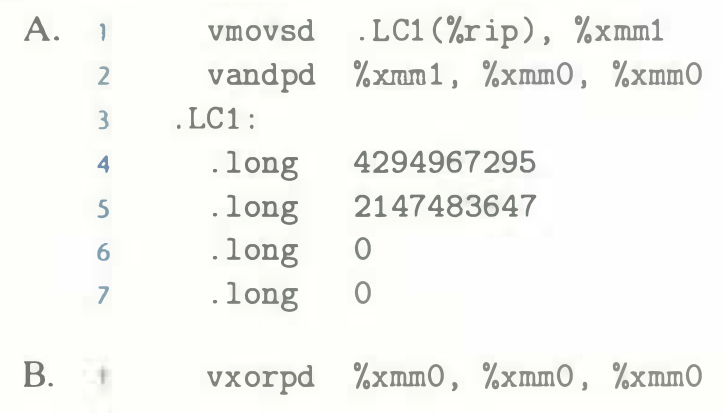 A. 1 vmovsd .LC1(%rip), %xmm1
2 vandpd %xmm1, %xmm0, %xmm0
3 .LC1:
4 .long 4294967295
5 .long 2147483647
6 .long 0
7 .long 0
B. 1 vxorpd %xmm0, %xmm0, %xmm0